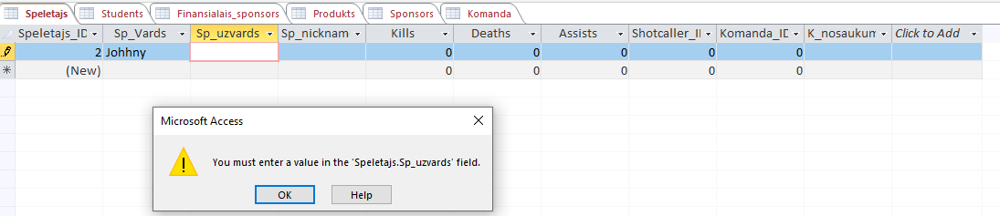 Speletajs Students Finansialais_sponsors Produkts Sponsors Komanda
Speletajs_ID Sp_Vards Sp_uzvards Sp_nicknam Kills Deaths Assists Shotcaller_II Komanda_ID K_nosaukum Click to Add
2 Johhny 0 0 0 0 0
(New) 0 0 0 0 0
Microsoft Access
You must enter a value in the 'Speletajs.Sp_uzvards' field.
OK Help